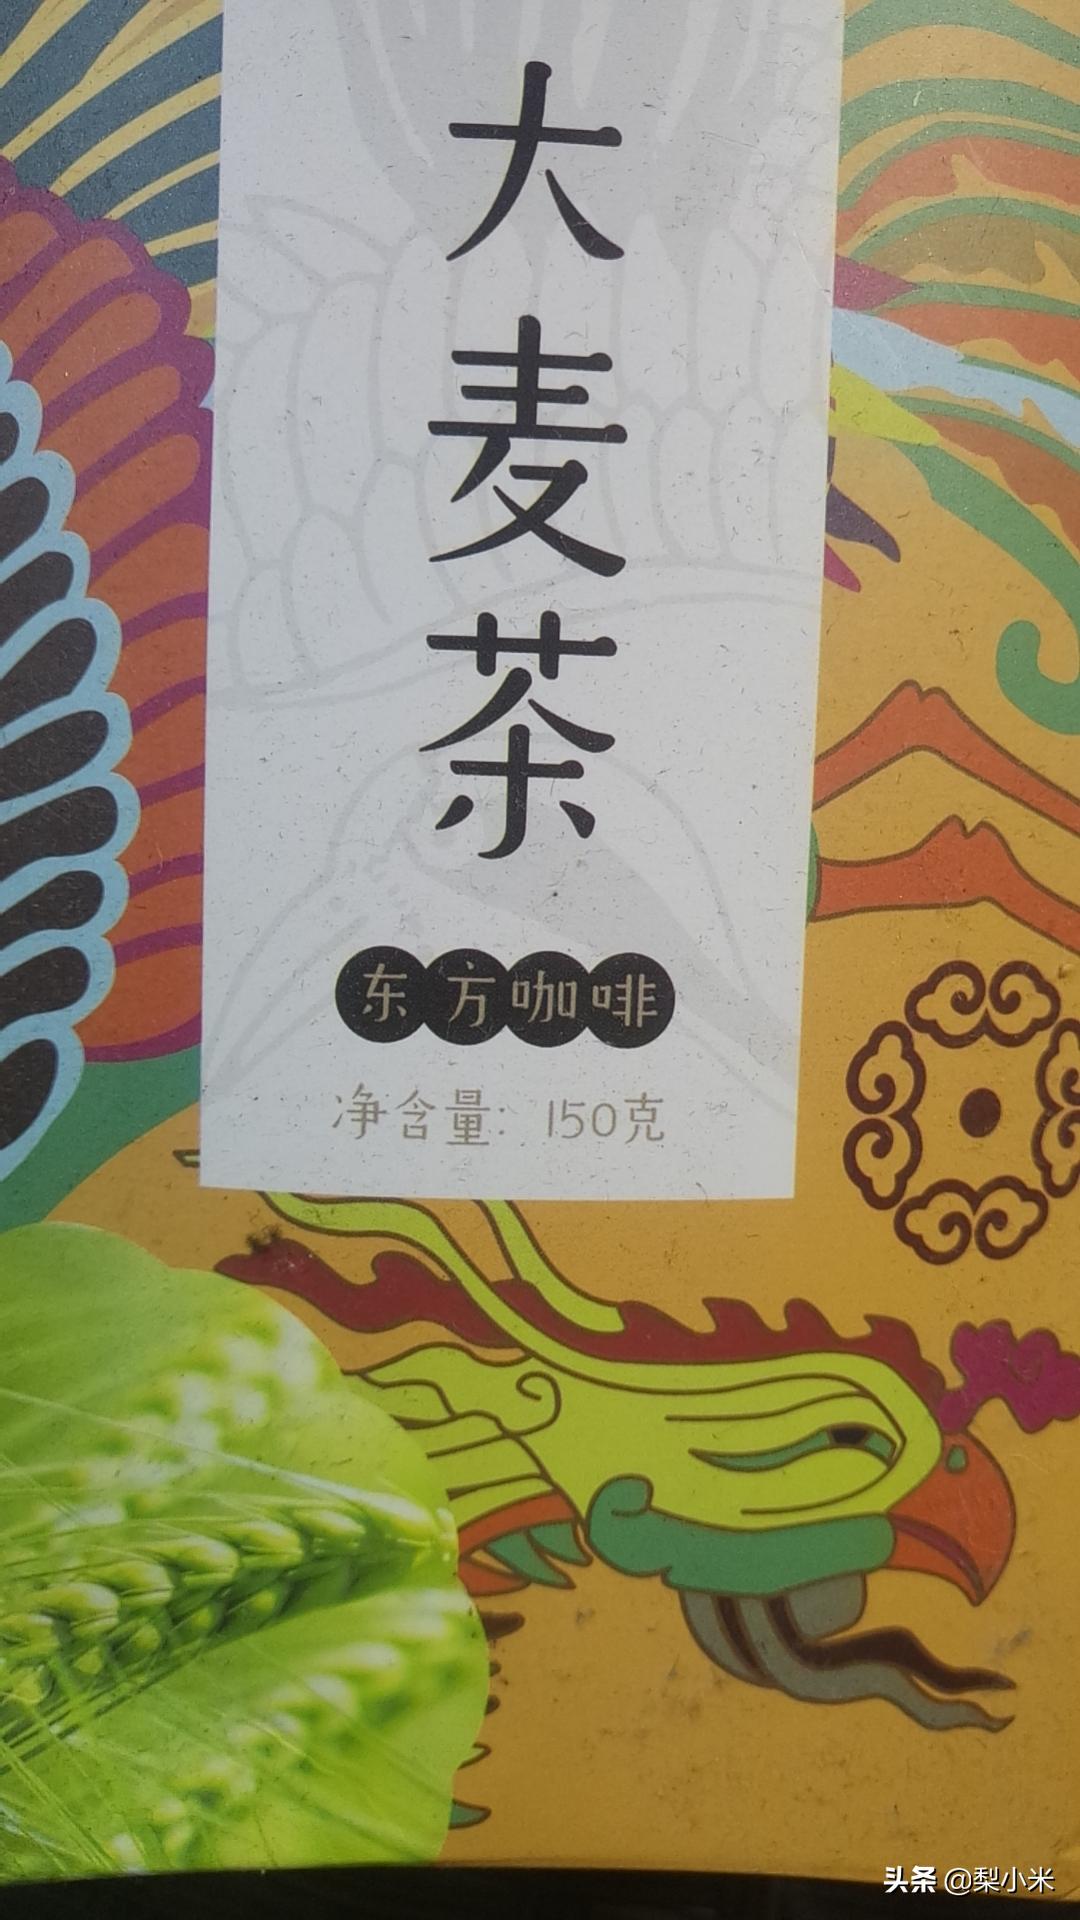 大麦茶
东方咖啡
净含量：150克
头条 @梨小米